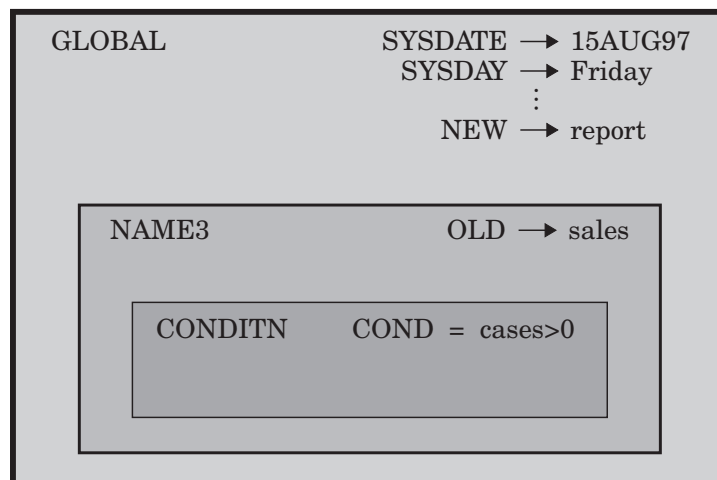 GLOBAL SYSDATE → 15AUG97
SYSDAY → Friday
⋮
NEW → report
NAME3 OLD → sales
CONDITN COND = cases>0